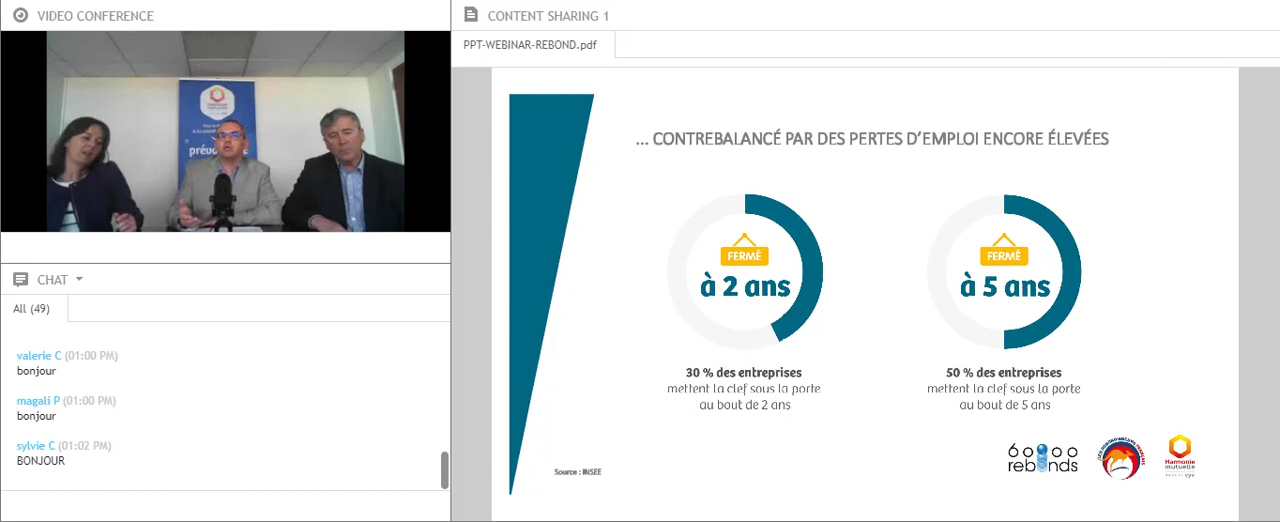 VIDEO CONFERENCE
prévoyance
CHAT
All (49)
valerie C (01:00 PM)
bonjour
magali P (01:00 PM)
bonjour
sylvie C (01:02 PM)
BONJOUR
CONTENT SHARING 1
PPT-WEBINAR-REBOND.pdf
... CONTREBALANCÉ PAR DES PERTES D’EMPLOI ENCORE ÉLEVÉES
FERMÉ
à 2 ans
30 % des entreprises
mettent la clef sous la porte
au bout de 2 ans
FERMÉ
à 5 ans
50 % des entreprises
mettent la clef sous la porte
au bout de 5 ans
Source : INSEE
60000
rebonds
Harmonie
mutuelle